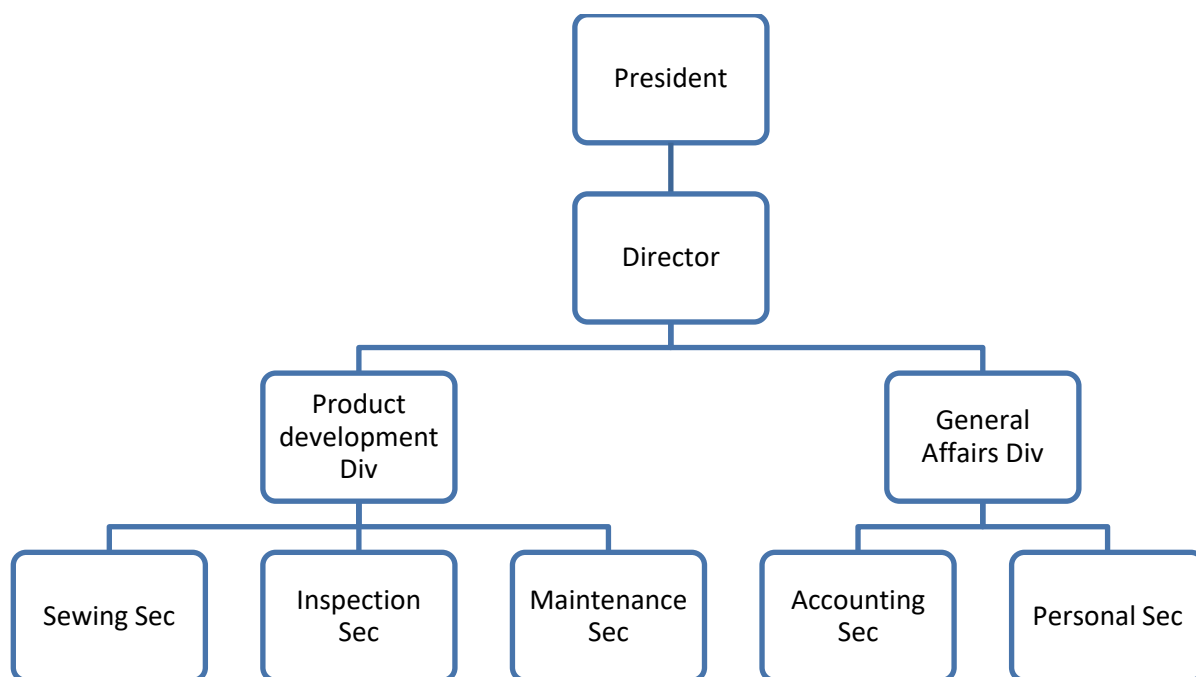 President
Director
Product
development
Div
General
Affairs Div
Sewing Sec
Inspection
Sec
Maintenance
Sec
Accounting
Sec
Personal Sec